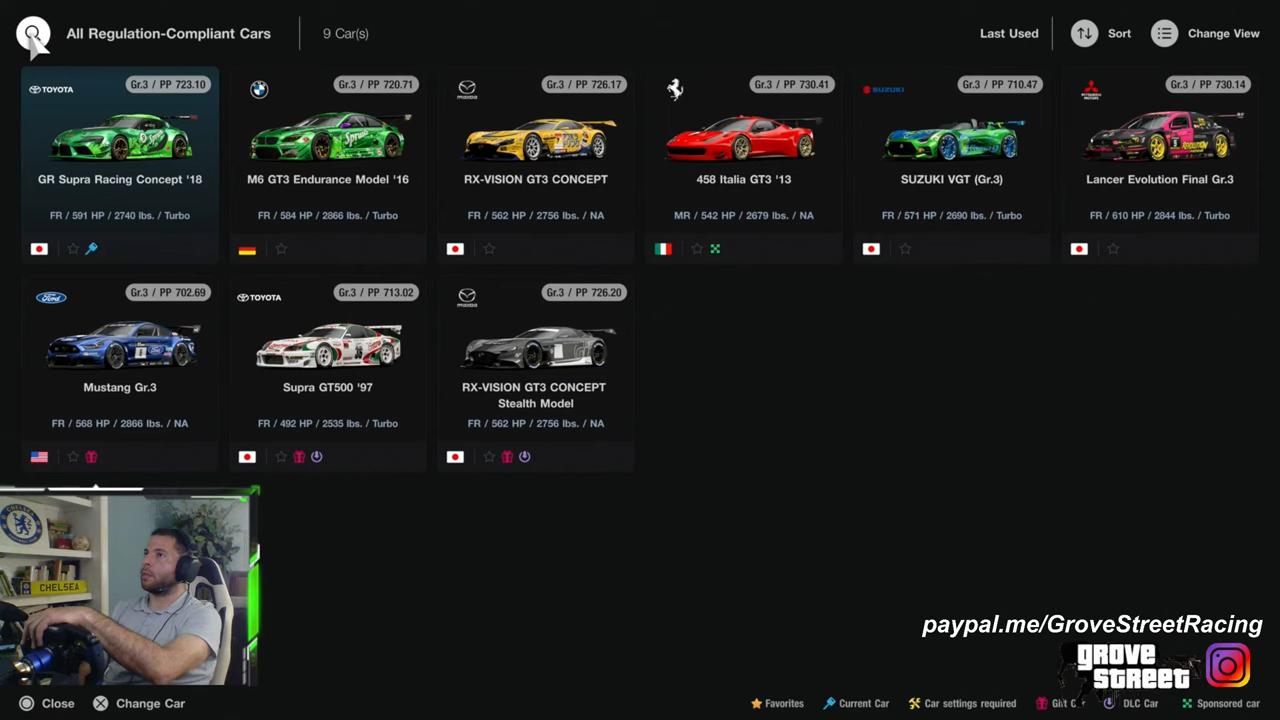 All Regulation-Compliant Cars
9 Car(s)
Last Used
Sort
Change View
TOYOTA
Gr.3 / PP 723.10
GR Supra Racing Concept '18
FR / 591 HP / 2740 lbs. / Turbo
Gr.3 / PP 720.71
M6 GT3 Endurance Model '16
FR / 584 HP / 2866 lbs. / Turbo
mazda
Gr.3 / PP 726.17
RX-VISION GT3 CONCEPT
FR / 562 HP / 2756 lbs. / NA
Gr.3 / PP 730.41
458 Italia GT3 '13
MR / 542 HP / 2679 lbs. / NA
SUZUKI
Gr.3 / PP 710.47
SUZUKI VGT (Gr.3)
FR / 571 HP / 2690 lbs. / Turbo
MITSUBISHI
MOTORS
Gr.3 / PP 730.14
Lancer Evolution Final Gr.3
FR / 610 HP / 2844 lbs. / Turbo
Ford
Gr.3 / PP 702.69
Mustang Gr.3
FR / 568 HP / 2866 lbs. / NA
TOYOTA
Gr.3 / PP 713.02
Supra GT500 '97
FR / 492 HP / 2535 lbs. / Turbo
mazda
Gr.3 / PP 726.20
RX-VISION GT3 CONCEPT
Stealth Model
FR / 562 HP / 2756 lbs. / NA
CHELSEA
paypal.me/GroveStreetRacing
grove
street
Close
Change Car
Favorites
Current Car
Car settings required
DLC Car
Sponsored car